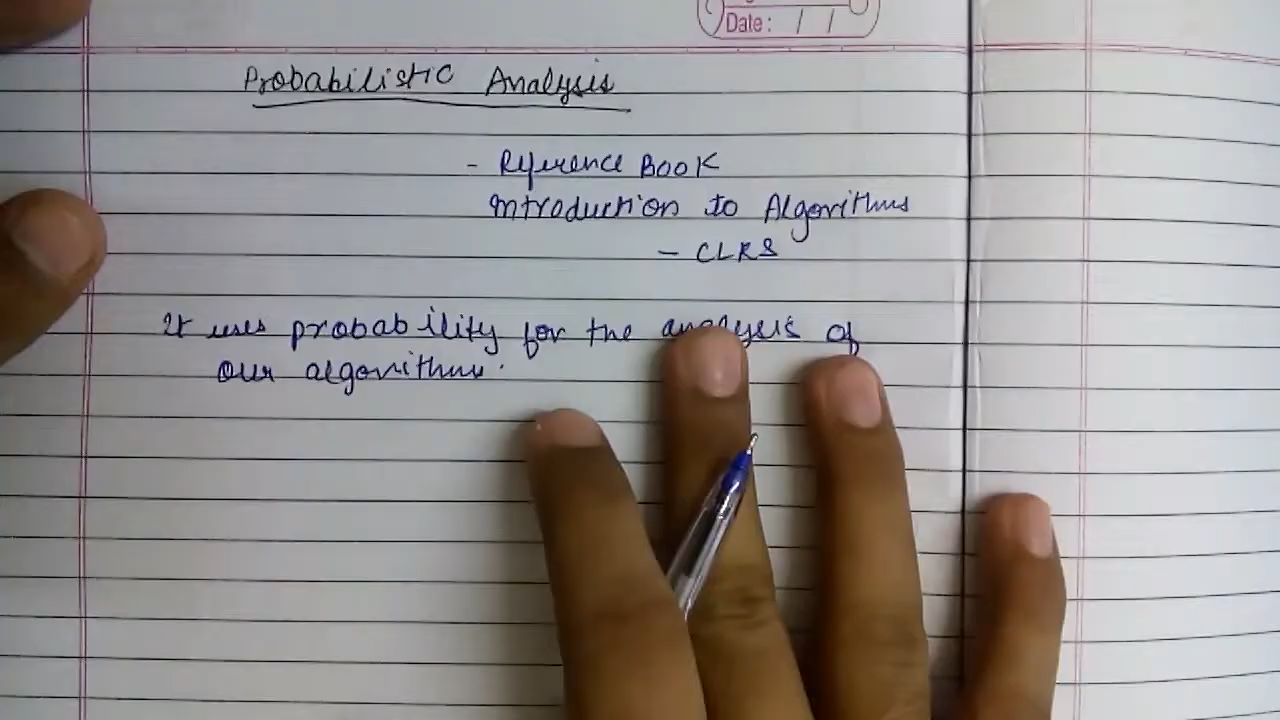 Date: / /
Probabilistic Analysis
- Reference Book
Introduction to Algorithms
- CLRS
It uses probability for the analysis of
our algorithms.